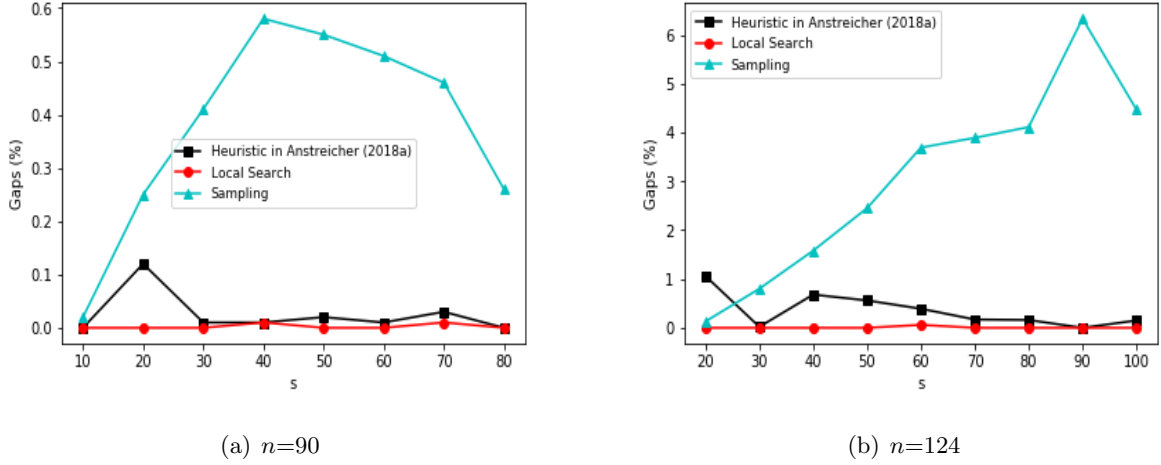 0.6
0.5
0.4
0.3
0.2
0.1
0.0
Gaps (%)
Heuristic in Anstreicher (2018a)
Local Search
Sampling
10 20 30 40 50 60 70 80
s
(a) n=90
6
5
4
3
2
1
0
Gaps (%)
Heuristic in Anstreicher (2018a)
Local Search
Sampling
20 30 40 50 60 70 80 90 100
s
(b) n=124